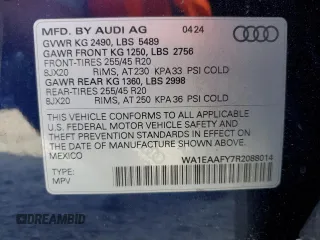 MFD. BY AUDI AG 04/24
GVWR KG 2490, LBS 5489
GAWR FRONT KG 1250, LBS 2756
FRONT-TIRES 255/45 R20
8JX20 RIMS, AT 230 KPA 33 PSI COLD
GAWR REAR KG 1360, LBS 2998
REAR-TIRES 255/45 R20
8JX20 RIMS, AT 250 KPA 36 PSI COLD
THIS VEHICLE CONFORMS TO ALL APPLICABLE
U.S. FEDERAL MOTOR VEHICLE SAFETY AND
THEFT PREVENTION STANDARDS IN EFFECT ON
THE DATE OF MANUFACTURE SHOWN ABOVE.
MEXICO
WA1EAAFY7R2088014
TYPE:
MPV
DREAMBID